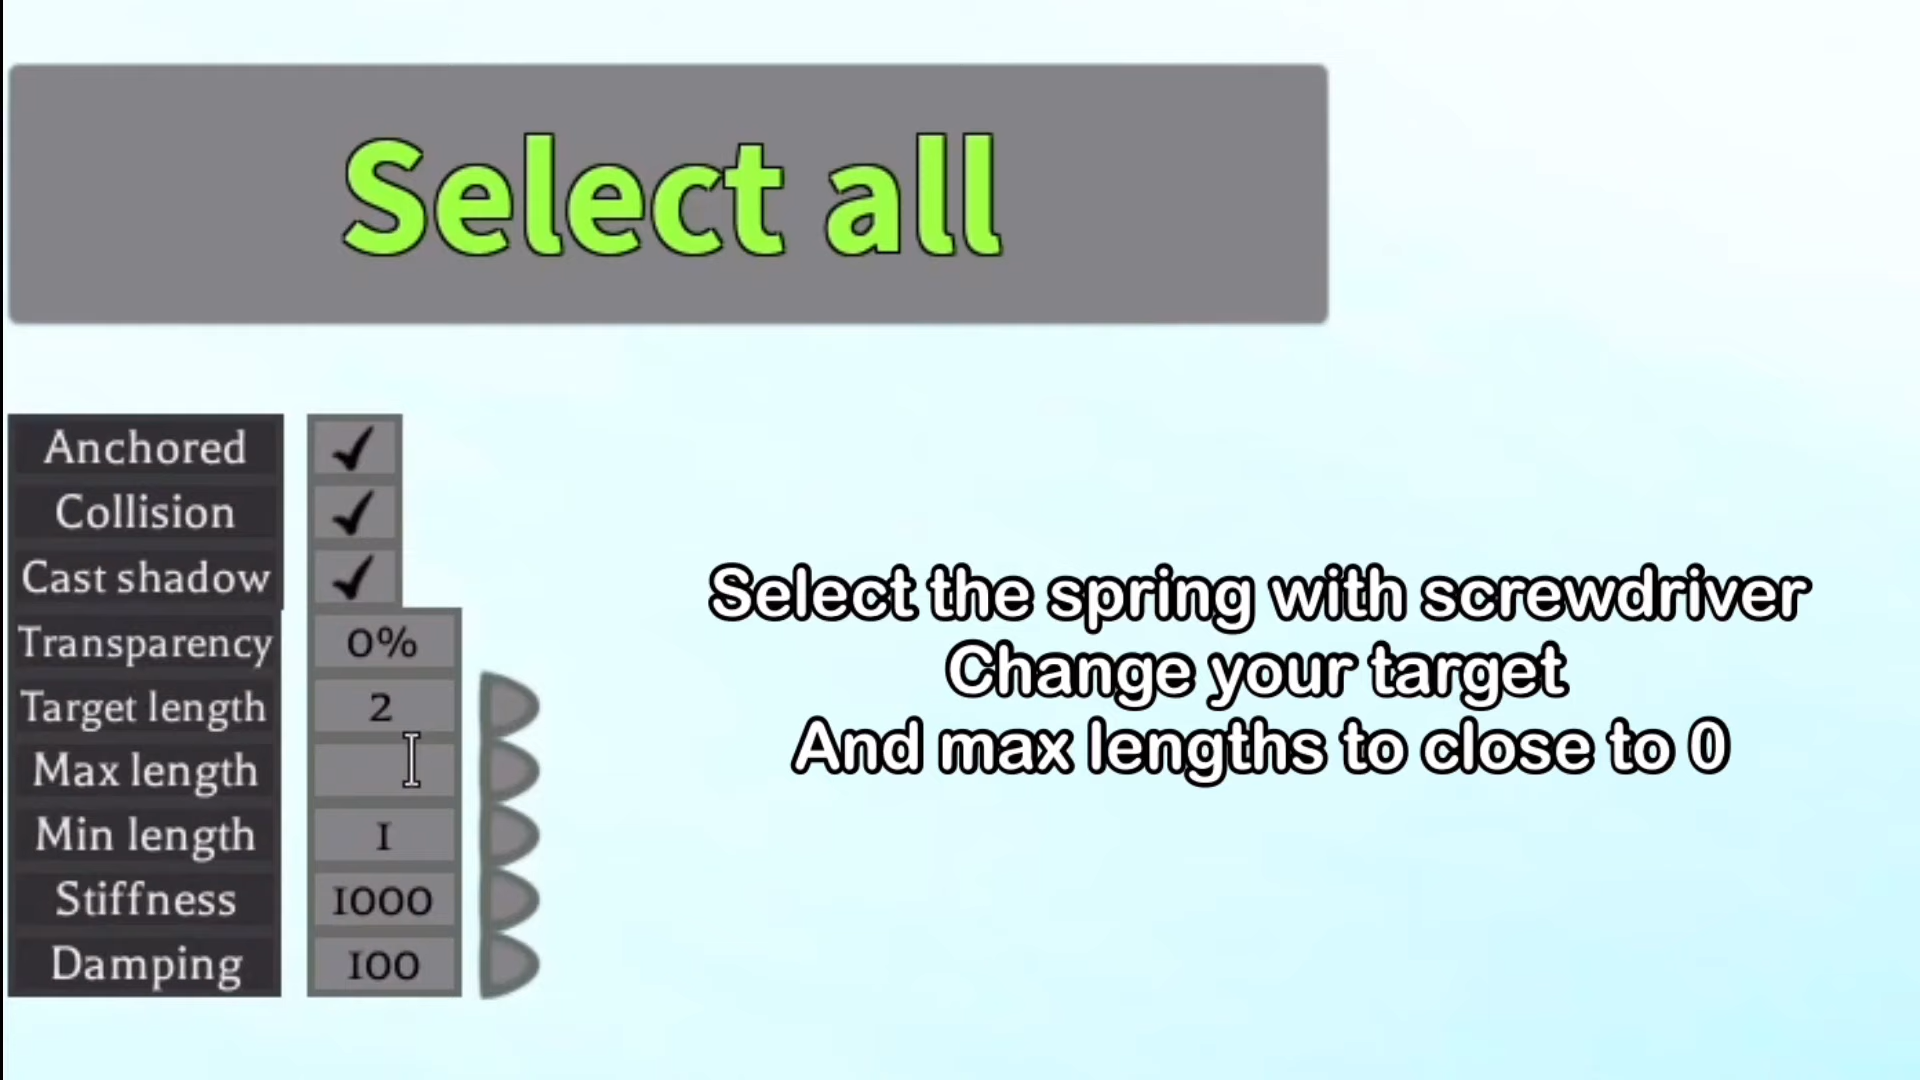 Select all
Anchored
Collision
Cast shadow
Transparency 0%
Target length 2
Max length
Min length 1
Stiffness 1000
Damping 100
Select the spring with screwdriver
Change your target
And max lengths to close to 0